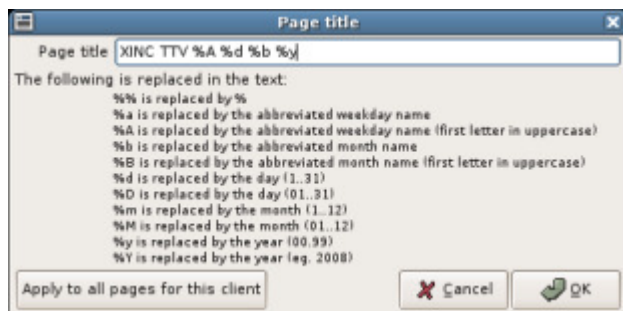 Page title
Page title XINC TTV %A %d %b %y
The following is replaced in the text:
%% is replaced by %
%a is replaced by the abbreviated weekday name
%A is replaced by the abbreviated weekday name (first letter in uppercase)
%b is replaced by the abbreviated month name
%B is replaced by the abbreviated month name (first letter in uppercase)
%d is replaced by the day (1..31)
%D is replaced by the day (01..31)
%m is replaced by the month (1..12)
%M is replaced by the month (01..12)
%y is replaced by the year (00.99)
%Y is replaced by the year (eg. 2008)
Apply to all pages for this client Cancel OK